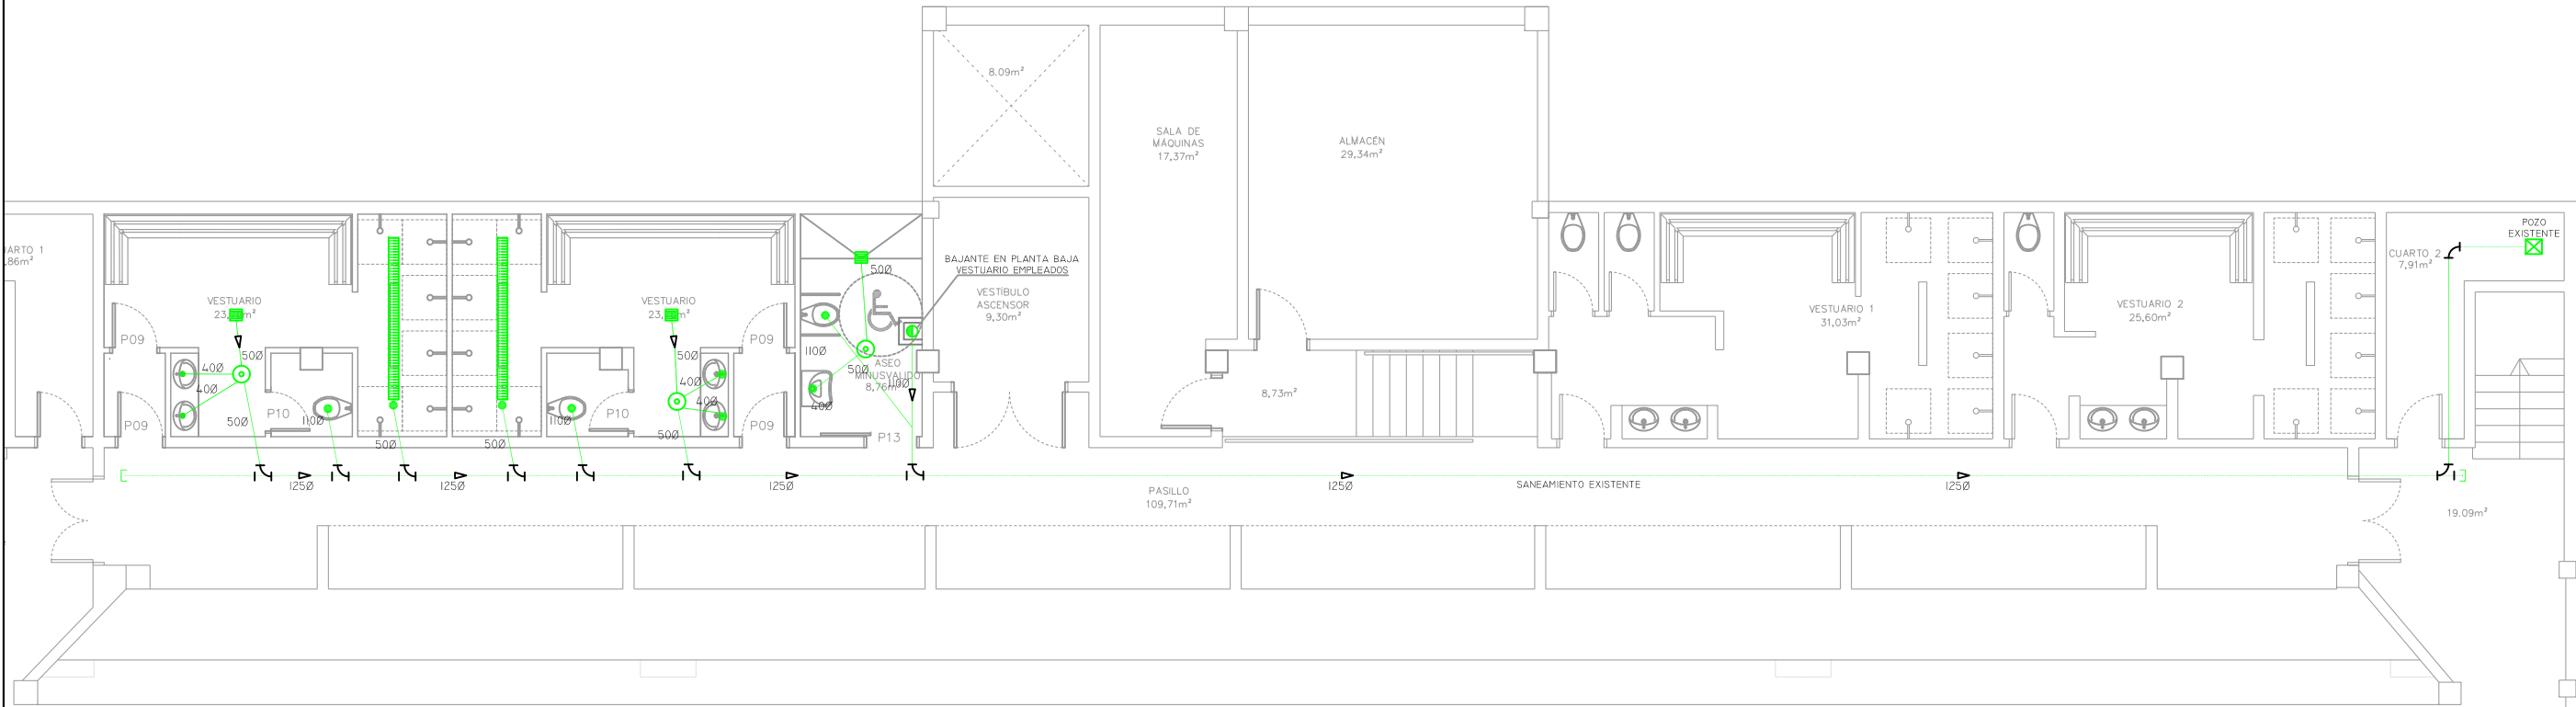 8.09m²
SALA DE
MÁQUINAS
17,37m²
ALMACÉN
29,34m²
ARTO 1
.86m²
VESTUARIO
P09
50Ø
40Ø
40Ø
P09
50Ø
P10
110Ø
50Ø
50Ø
VESTUARIO
P09
50Ø
40Ø
40Ø
P09
50Ø
P10
110Ø
50Ø
110Ø
50Ø
ASEO
MINUSVALIDO
8,76m²
110Ø
40Ø
P13
BAJANTE EN PLANTA BAJA
VESTUARIO EMPLEADOS
VESTÍBULO
ASCENSOR
9,30m²
8,73m²
VESTUARIO 1
31,03m²
VESTUARIO 2
25,60m²
CUARTO 2
7,91m²
POZO
EXISTENTE
125Ø
125Ø
125Ø
125Ø
SANEAMIENTO EXISTENTE
125Ø
PASILLO
109,71m²
19.09m²